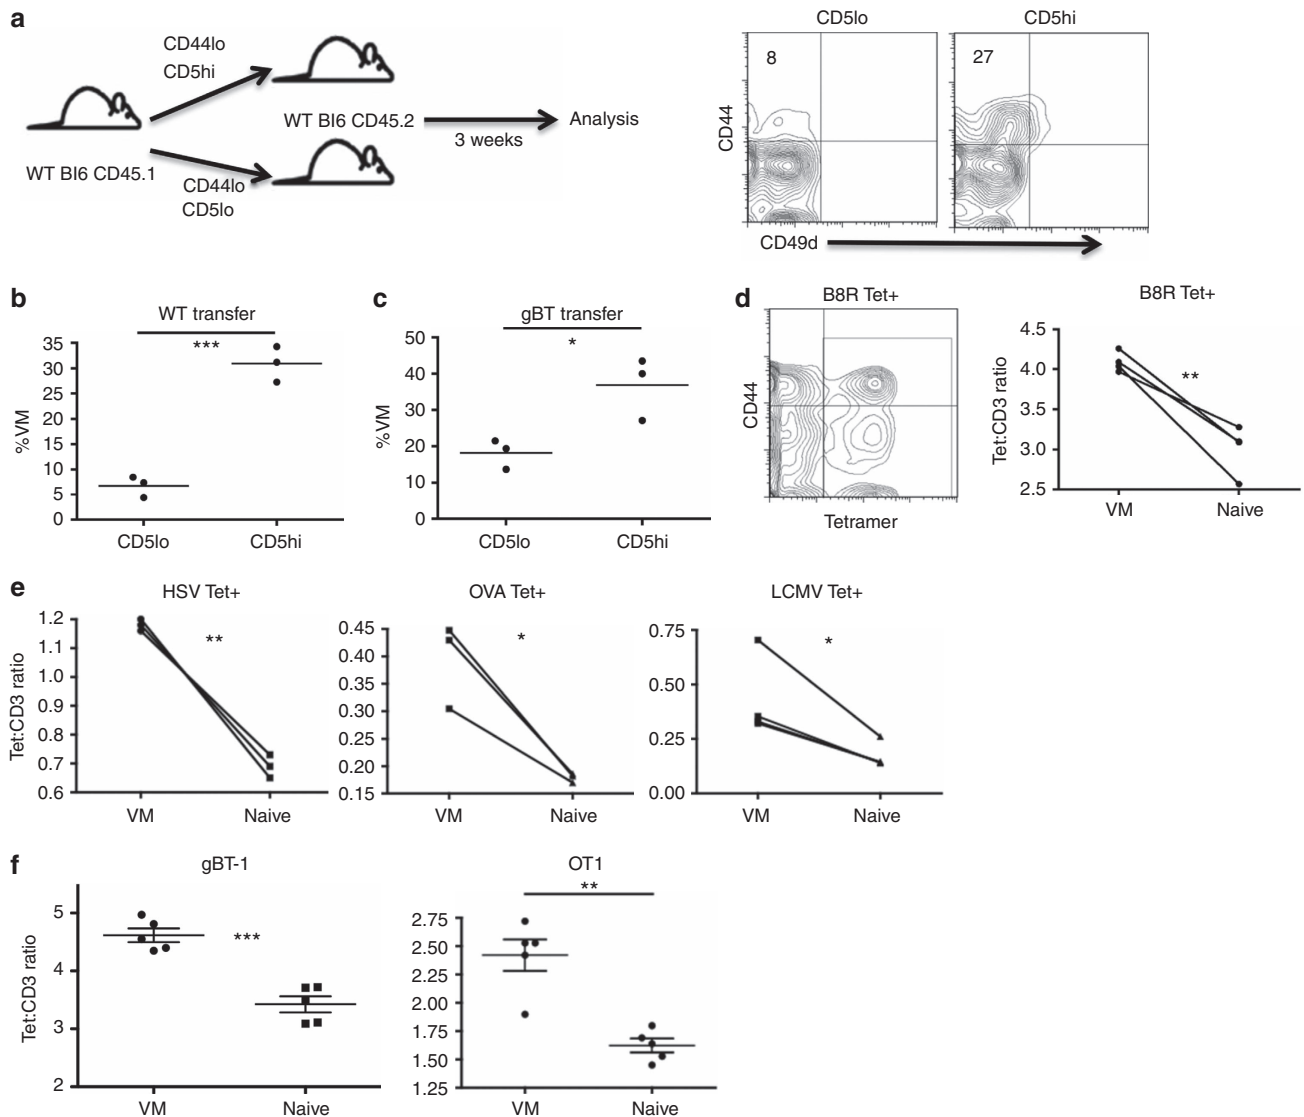 a
CD44lo
CD5hi
WT BI6 CD45.2
3 weeks
Analysis
WT BI6 CD45.1
CD44lo
CD5lo
CD5lo
CD5hi
8
27
CD44
CD49d
b
WT transfer
***
%VM
35
30
25
20
15
10
5
0
CD5lo
CD5hi
c
gBT transfer
*
%VM
50
40
30
20
10
0
CD5lo
CD5hi
d
B8R Tet+
CD44
Tetramer
B8R Tet+
Tet:CD3 ratio
4.5
4.0
3.5
3.0
2.5
**
VM
Naive
e
HSV Tet+
Tet:CD3 ratio
1.2
1.1
1.0
0.9
0.8
0.7
0.6
**
VM
Naive
OVA Tet+
0.45
0.40
0.35
0.30
0.25
0.20
0.15
*
VM
Naive
LCMV Tet+
0.75
0.50
0.25
0.00
*
VM
Naive
f
gBT-1
Tet:CD3 ratio
5
4
3
2
***
VM
Naive
OT1
**
2.75
2.50
2.25
2.00
1.75
1.50
1.25
VM
Naive